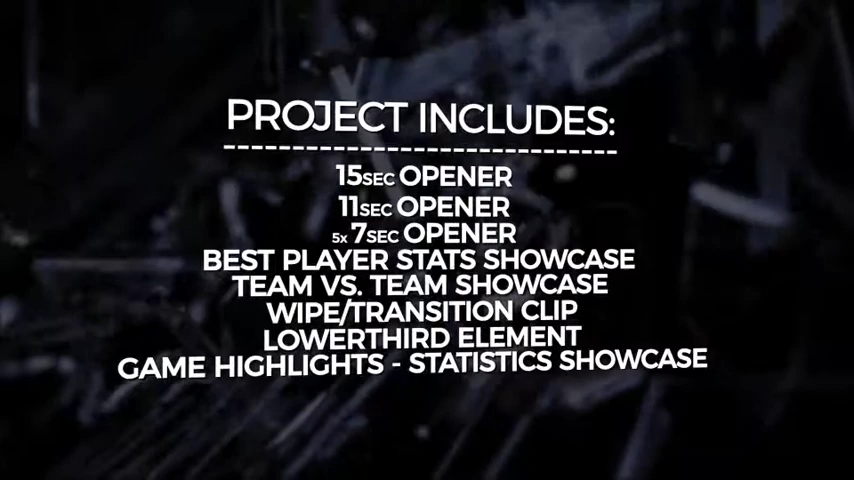 PROJECT INCLUDES:
15SEC OPENER
11SEC OPENER
5x 7SEC OPENER
BEST PLAYER STATS SHOWCASE
TEAM VS. TEAM SHOWCASE
WIPE/TRANSITION CLIP
LOWERTHIRD ELEMENT
GAME HIGHLIGHTS - STATISTICS SHOWCASE